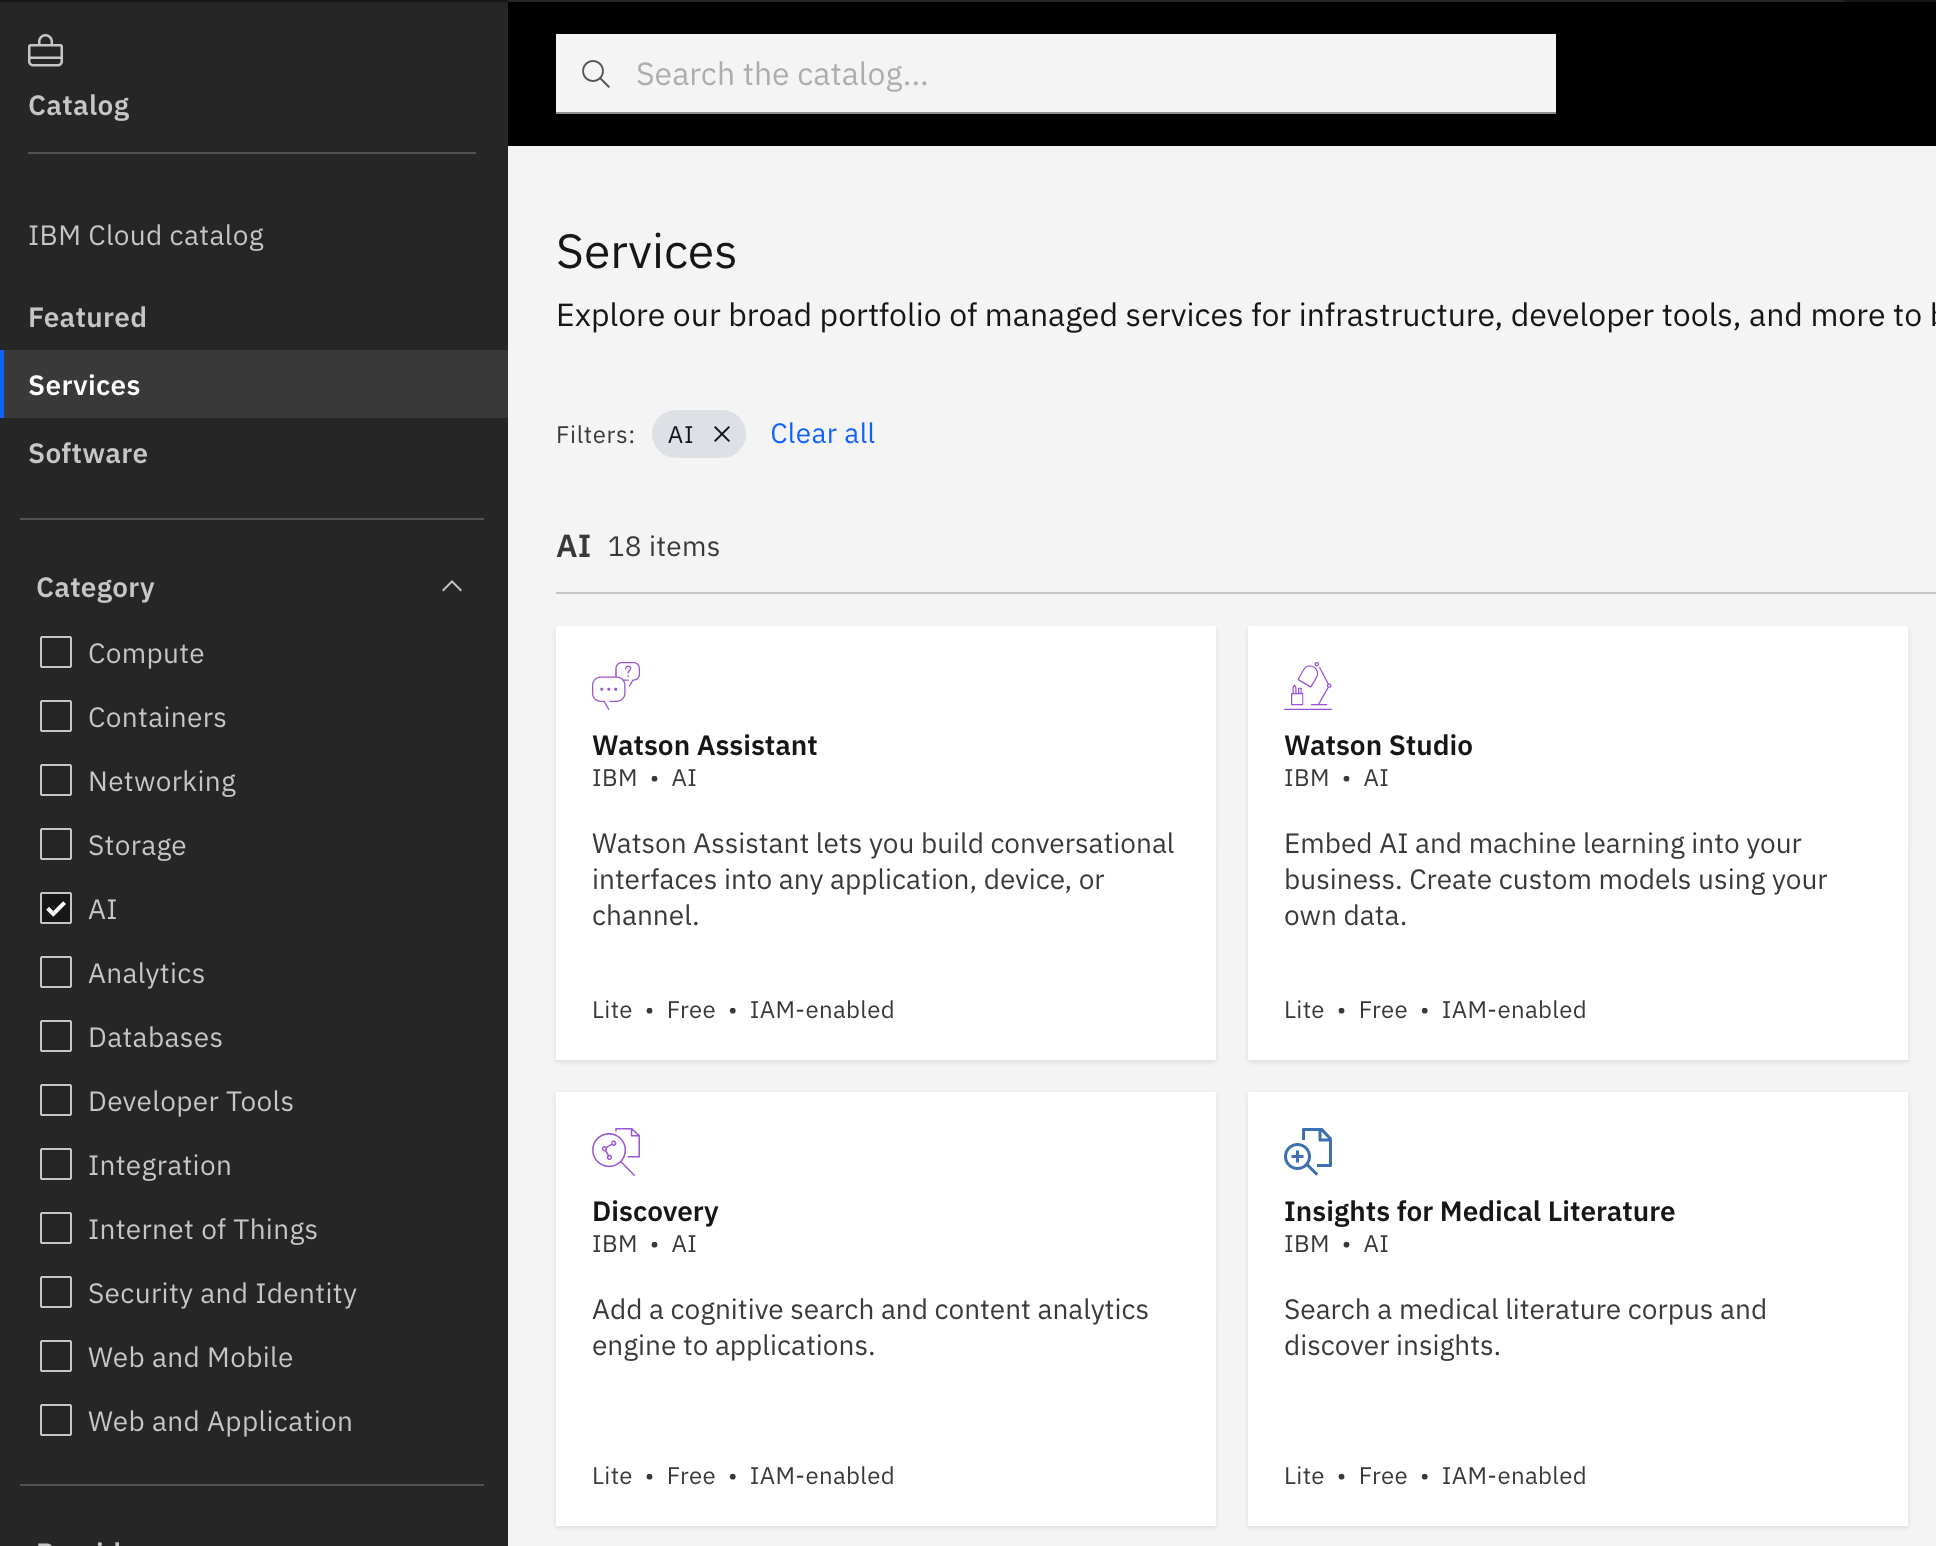 Catalog
IBM Cloud catalog
Featured
Services
Software
Category
Compute
Containers
Networking
Storage
AI
Analytics
Databases
Developer Tools
Integration
Internet of Things
Security and Identity
Web and Mobile
Web and Application
Search the catalog...
Services
Explore our broad portfolio of managed services for infrastructure, developer tools, and more to
Filters: AI Clear all
AI 18 items
Watson Assistant
IBM • AI
Watson Assistant lets you build conversational
interfaces into any application, device, or
channel.
Lite • Free • IAM-enabled
Watson Studio
IBM • AI
Embed AI and machine learning into your
business. Create custom models using your
own data.
Lite • Free • IAM-enabled
Discovery
IBM • AI
Add a cognitive search and content analytics
engine to applications.
Lite • Free • IAM-enabled
Insights for Medical Literature
IBM • AI
Search a medical literature corpus and
discover insights.
Lite • Free • IAM-enabled